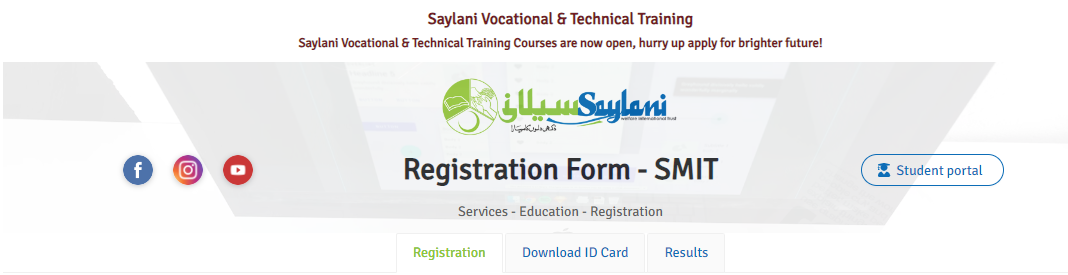 Saylani Vocational & Technical Training
Saylani Vocational & Technical Training Courses are now open, hurry up apply for brighter future!
سیلانی Saylani
welfare international trust
Registration Form - SMIT
Student portal
Services - Education - Registration
Registration
Download ID Card
Results